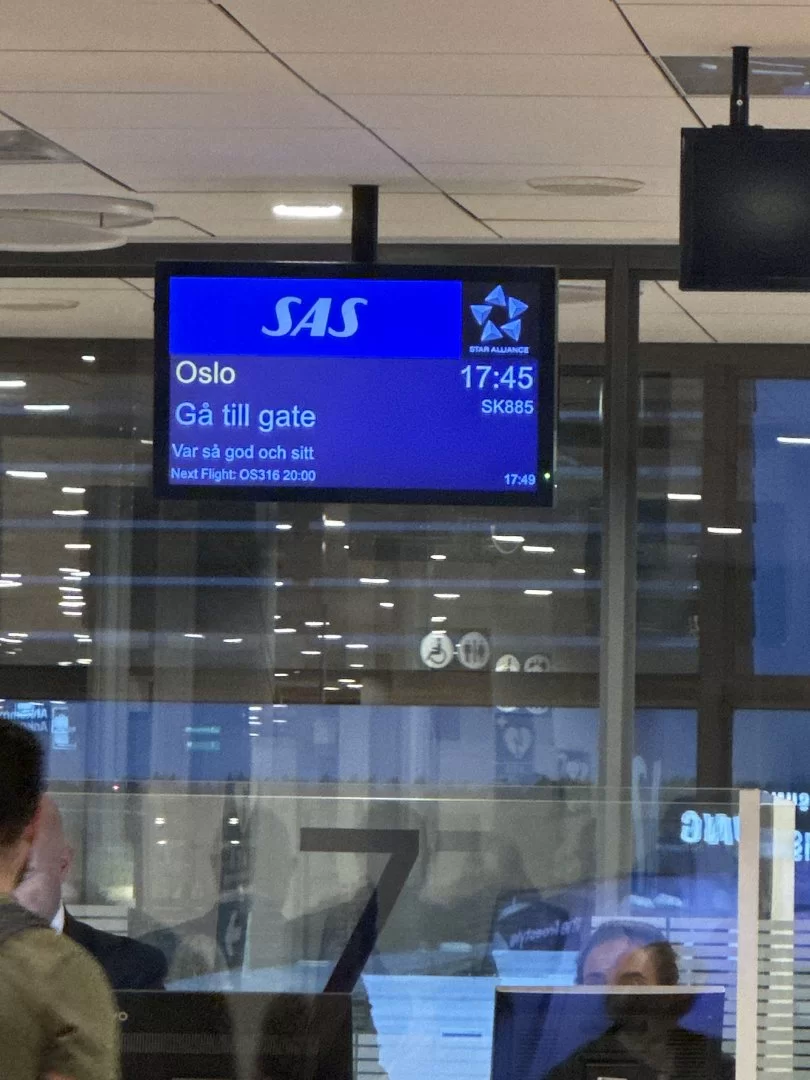 SAS
STAR ALLIANCE
Oslo 17:45
Gå till gate SK885
Var så god och sitt
Next Flight: OS316 20:00 17:49
7